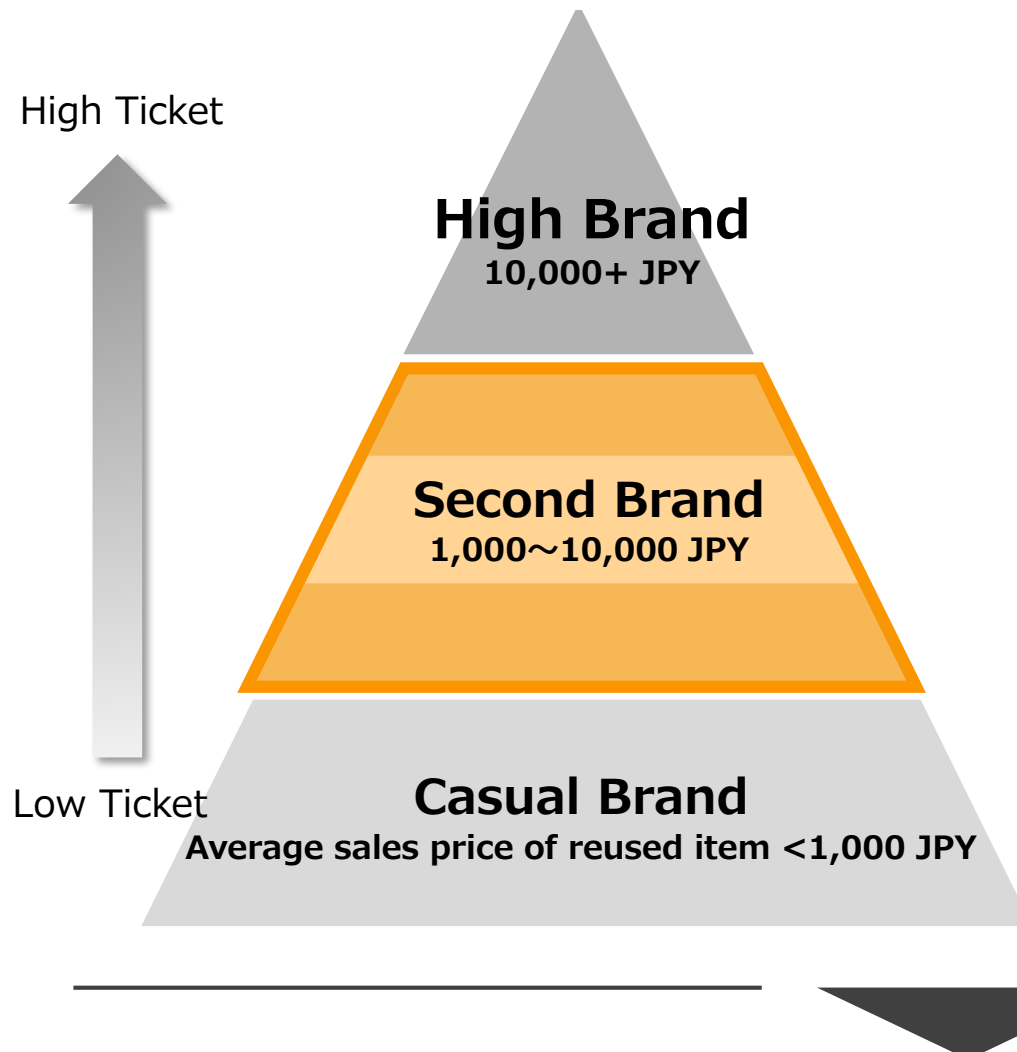 High Ticket
High Brand
10,000+ JPY
Second Brand
1,000～10,000 JPY
Low Ticket
Casual Brand
Average sales price of reused item <1,000 JPY